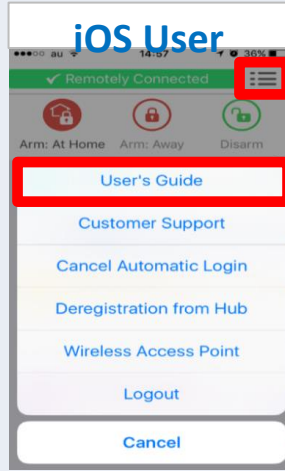 iOS User
au 14:57 36%
✓ Remotely Connected
Arm: At Home Arm: Away Disarm
User's Guide
Customer Support
Cancel Automatic Login
Deregistration from Hub
Wireless Access Point
Logout
Cancel